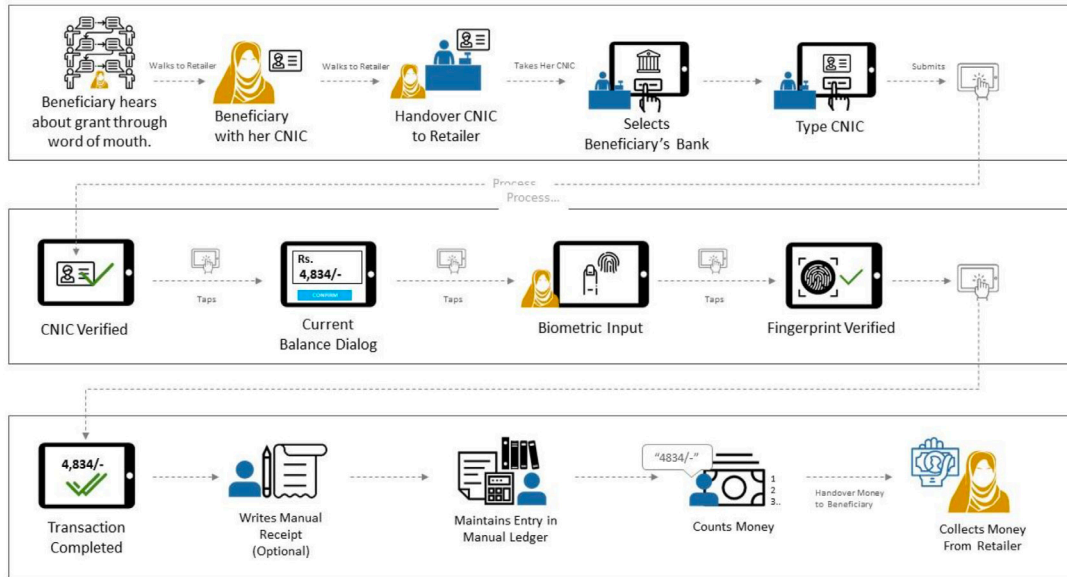 Walks to Retailer
Walks to Retailer
Takes Her CNIC
Submits
Beneficiary hears
about grant through
word of mouth.
Beneficiary
with her CNIC
Handover CNIC
to Retailer
Selects
Beneficiary's Bank
Type CNIC
Process...
Process...
Rs.
4,834/-
CONFIRM
Taps
Taps
Taps
CNIC Verified
Current
Balance Dialog
Biometric Input
Fingerprint Verified
4,834/-
"4834/-"
1
2
3..
Handover Money
to Beneficiary
Transaction
Completed
Writes Manual
Receipt
(Optional)
Maintains Entry in
Manual Ledger
Counts Money
Collects Money
From Retailer